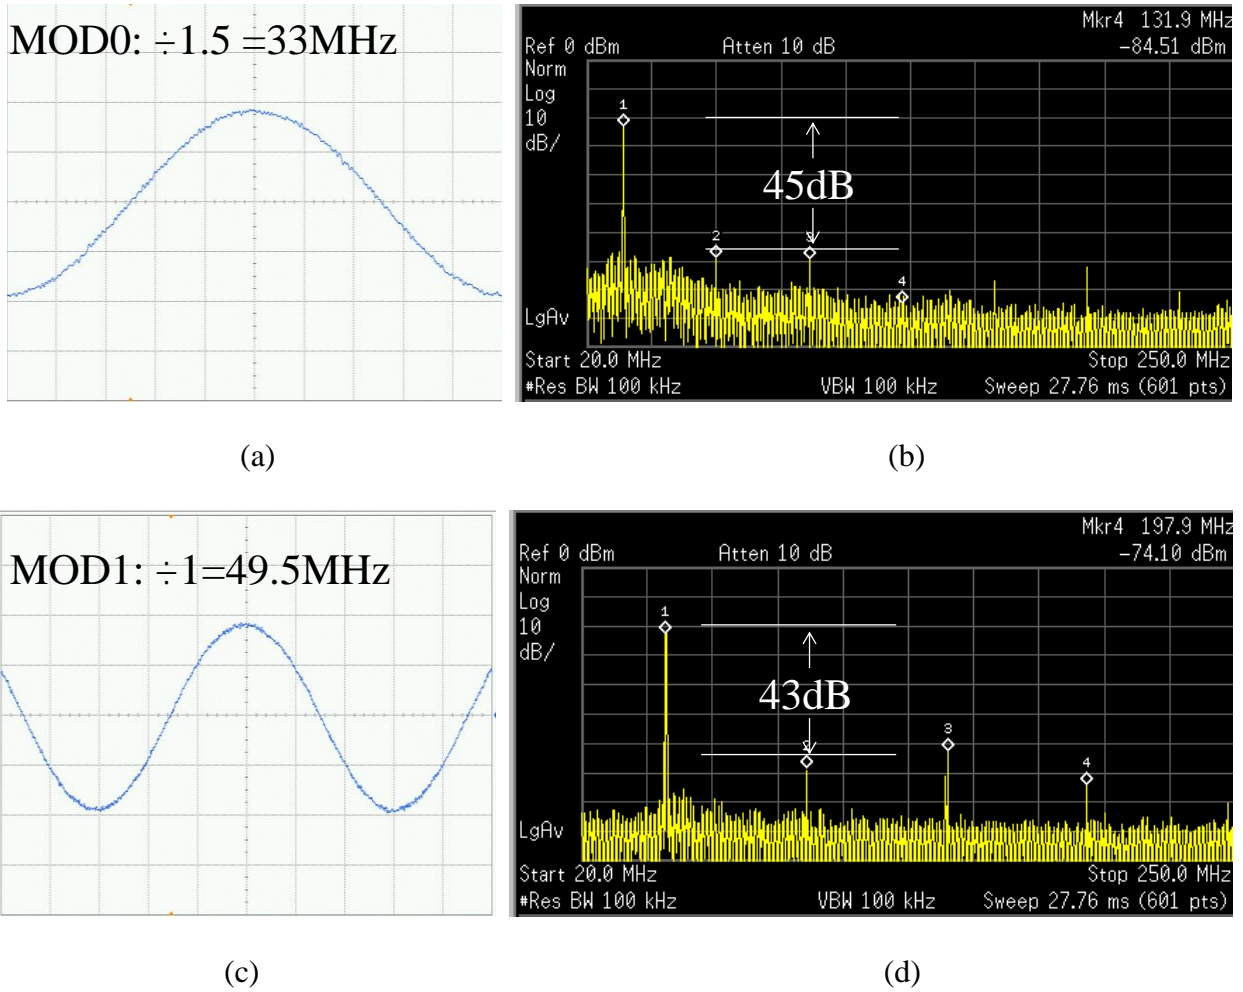 MOD0: ÷1.5 =33MHz
Mkr4 131.9 MHz
Ref 0 dBm Atten 10 dB -84.51 dBm
Norm
Log
10
dB/
1
45dB
2 3
4
LgAv
Start 20.0 MHz Stop 250.0 MHz
#Res BW 100 kHz VBW 100 kHz Sweep 27.76 ms (601 pts)
(a) (b)
MOD1: ÷1=49.5MHz
Mkr4 197.9 MHz
Ref 0 dBm Atten 10 dB -74.10 dBm
Norm
Log
10
dB/
1
43dB
2
3
4
LgAv
Start 20.0 MHz Stop 250.0 MHz
#Res BW 100 kHz VBW 100 kHz Sweep 27.76 ms (601 pts)
(c) (d)